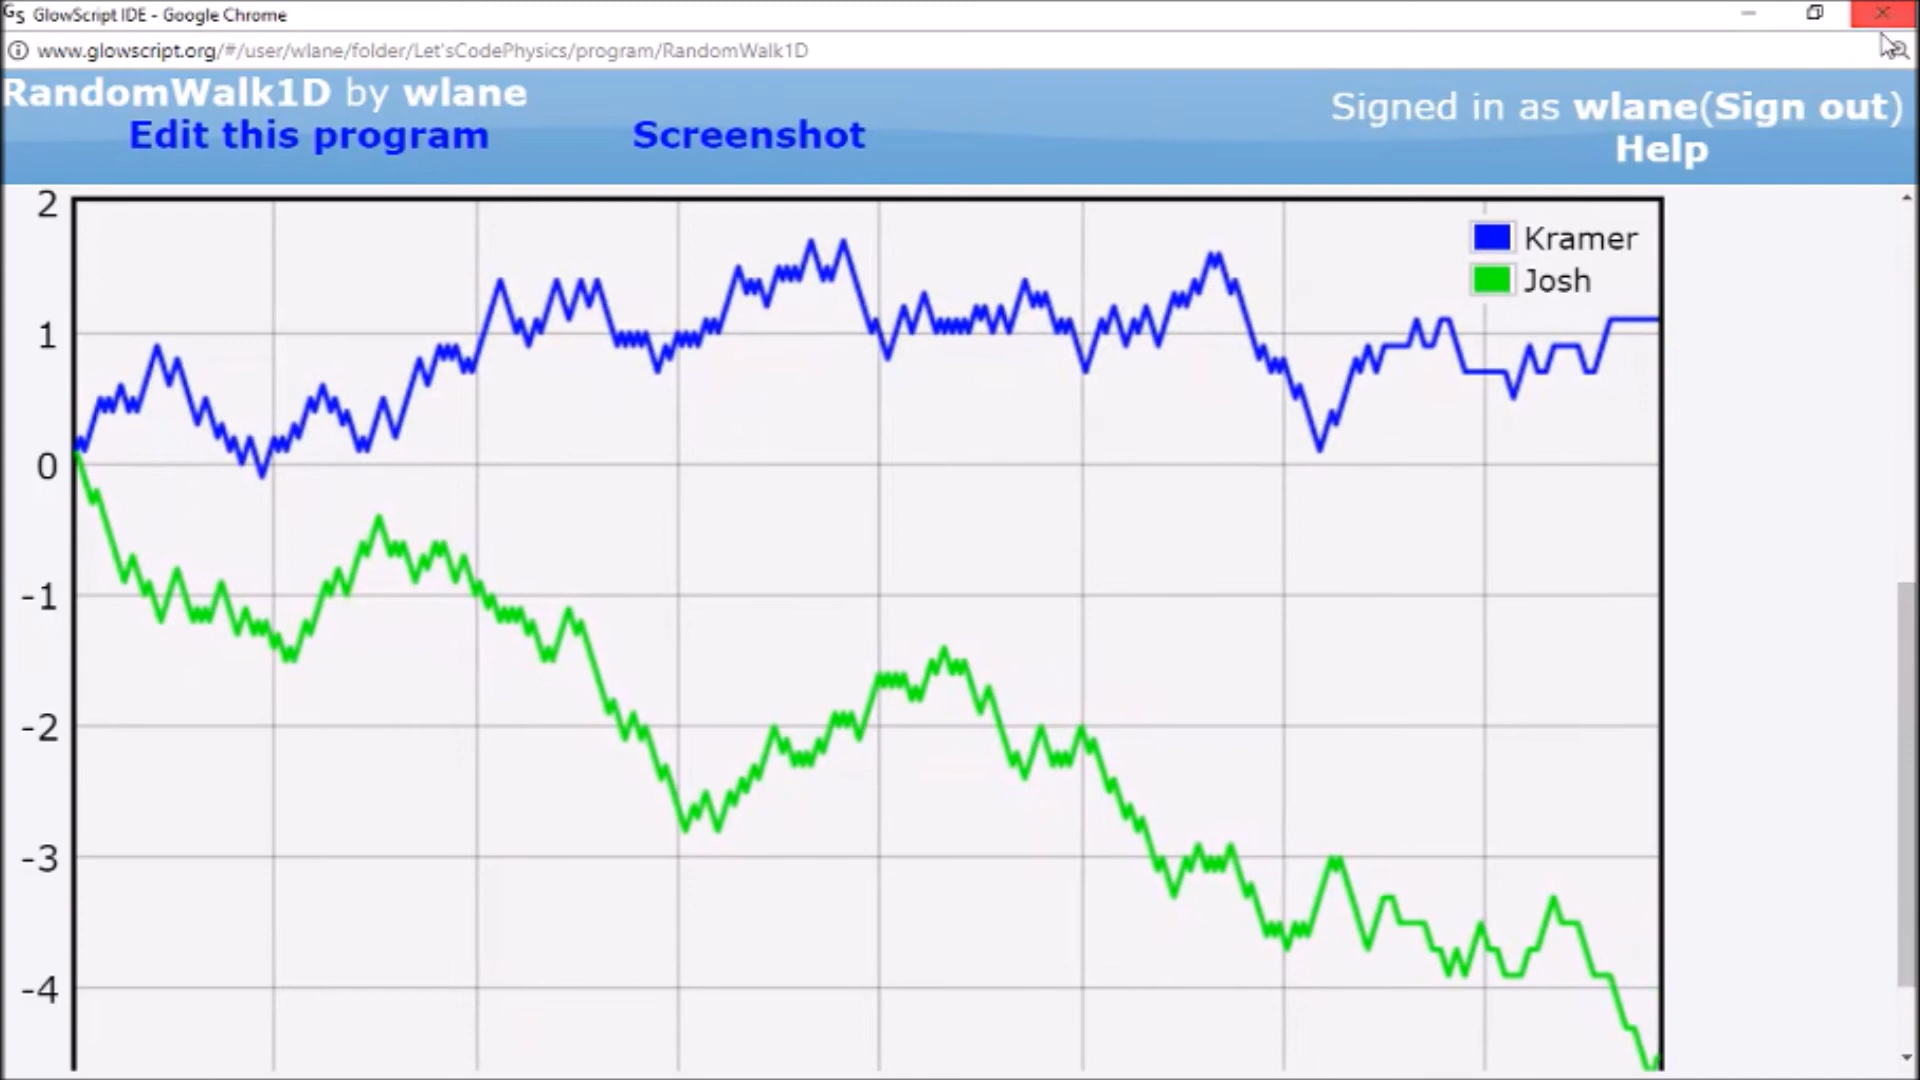 GS GlowScript IDE - Google Chrome
www.glowscript.org/#/user/wlane/folder/Let'sCodePhysics/program/RandomWalk1D
RandomWalk1D by wlane
Signed in as wlane(Sign out)
Edit this program
Screenshot
Help
2
Kramer
Josh
1
0
-1
-2
-3
-4